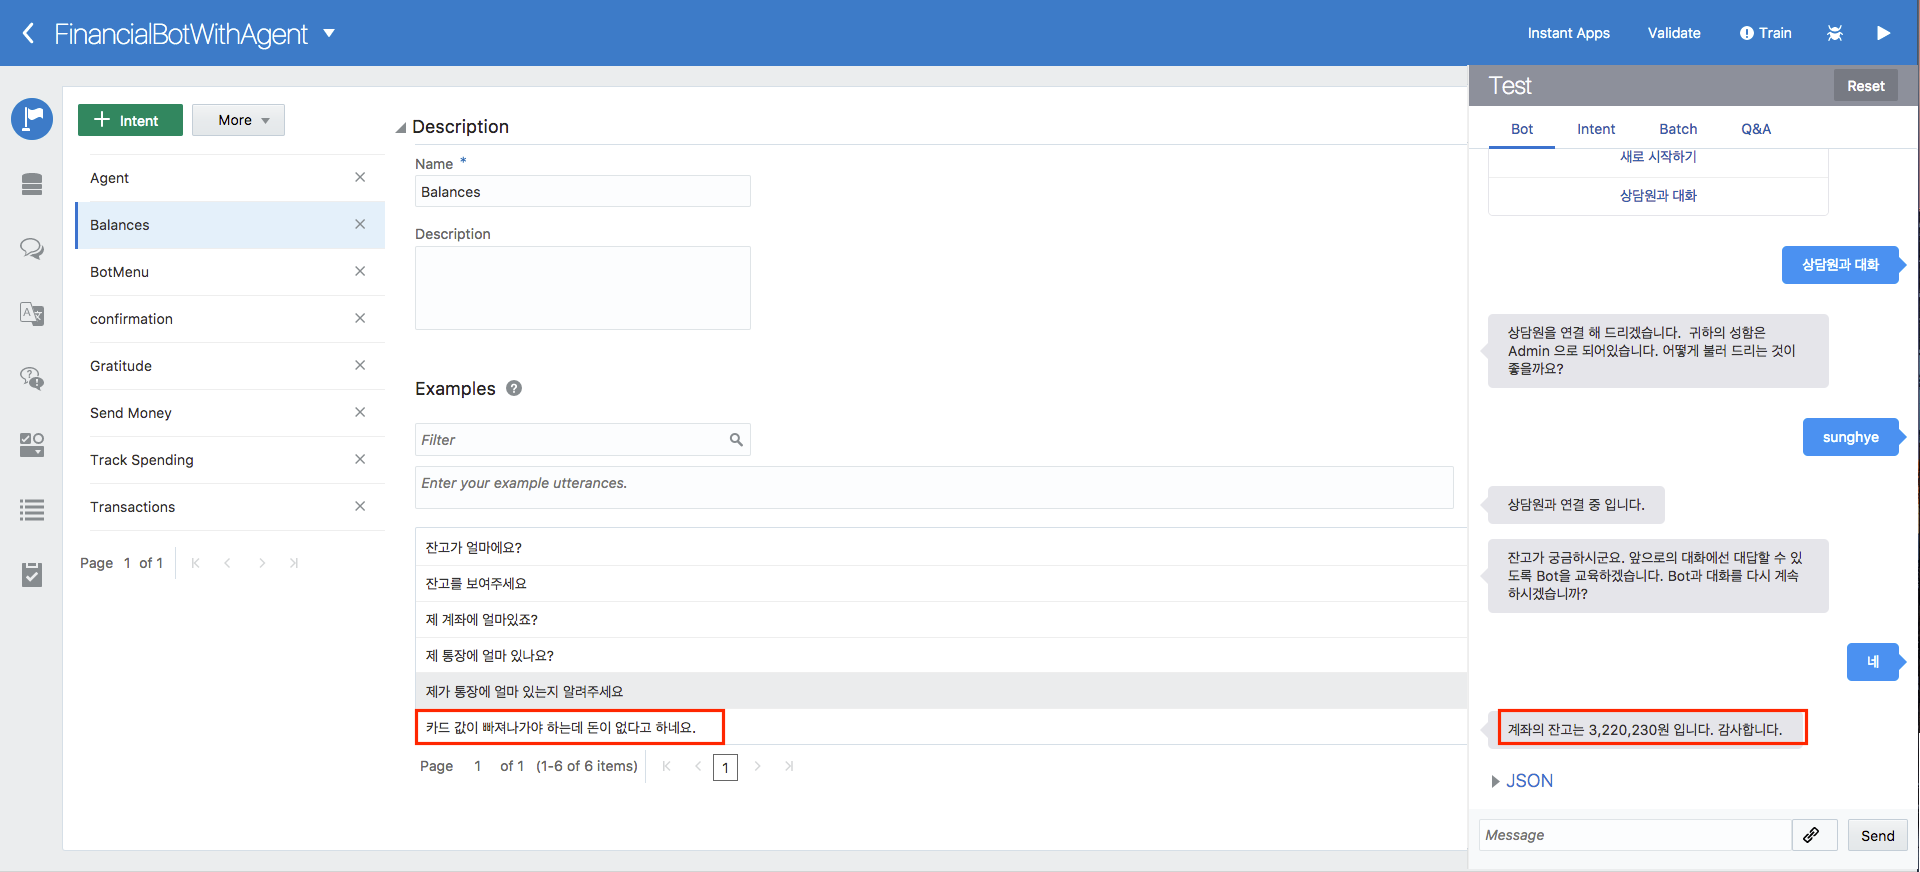 FinancialBotWithAgent
Instant Apps
Validate
Train
Intent
More
Agent
Balances
BotMenu
confirmation
Gratitude
Send Money
Track Spending
Transactions
Page 1 of 1
Description
Name *
Balances
Description
Examples
Filter
Enter your example utterances.
잔고가 얼마에요?
잔고를 보여주세요
제 계좌에 얼마있죠?
제 통장에 얼마 있나요?
제가 통장에 얼마 있는지 알려주세요
카드 값이 빠져나가야 하는데 돈이 없다고 하네요.
Page 1 of 1 (1-6 of 6 items) 1
Test
Reset
Bot Intent Batch Q&A
새로 시작하기
상담원과 대화
상담원과 대화
상담원을 연결 해 드리겠습니다. 귀하의 성함은
Admin 으로 되어있습니다. 어떻게 불러 드리는 것이
좋을까요?
sunghye
상담원과 연결 중 입니다.
잔고가 궁금하시군요. 앞으로의 대화에선 대답할 수 있
도록 Bot을 교육하겠습니다. Bot과 대화를 다시 계속
하시겠습니까?
네
계좌의 잔고는 3,220,230원 입니다. 감사합니다.
JSON
Message
Send